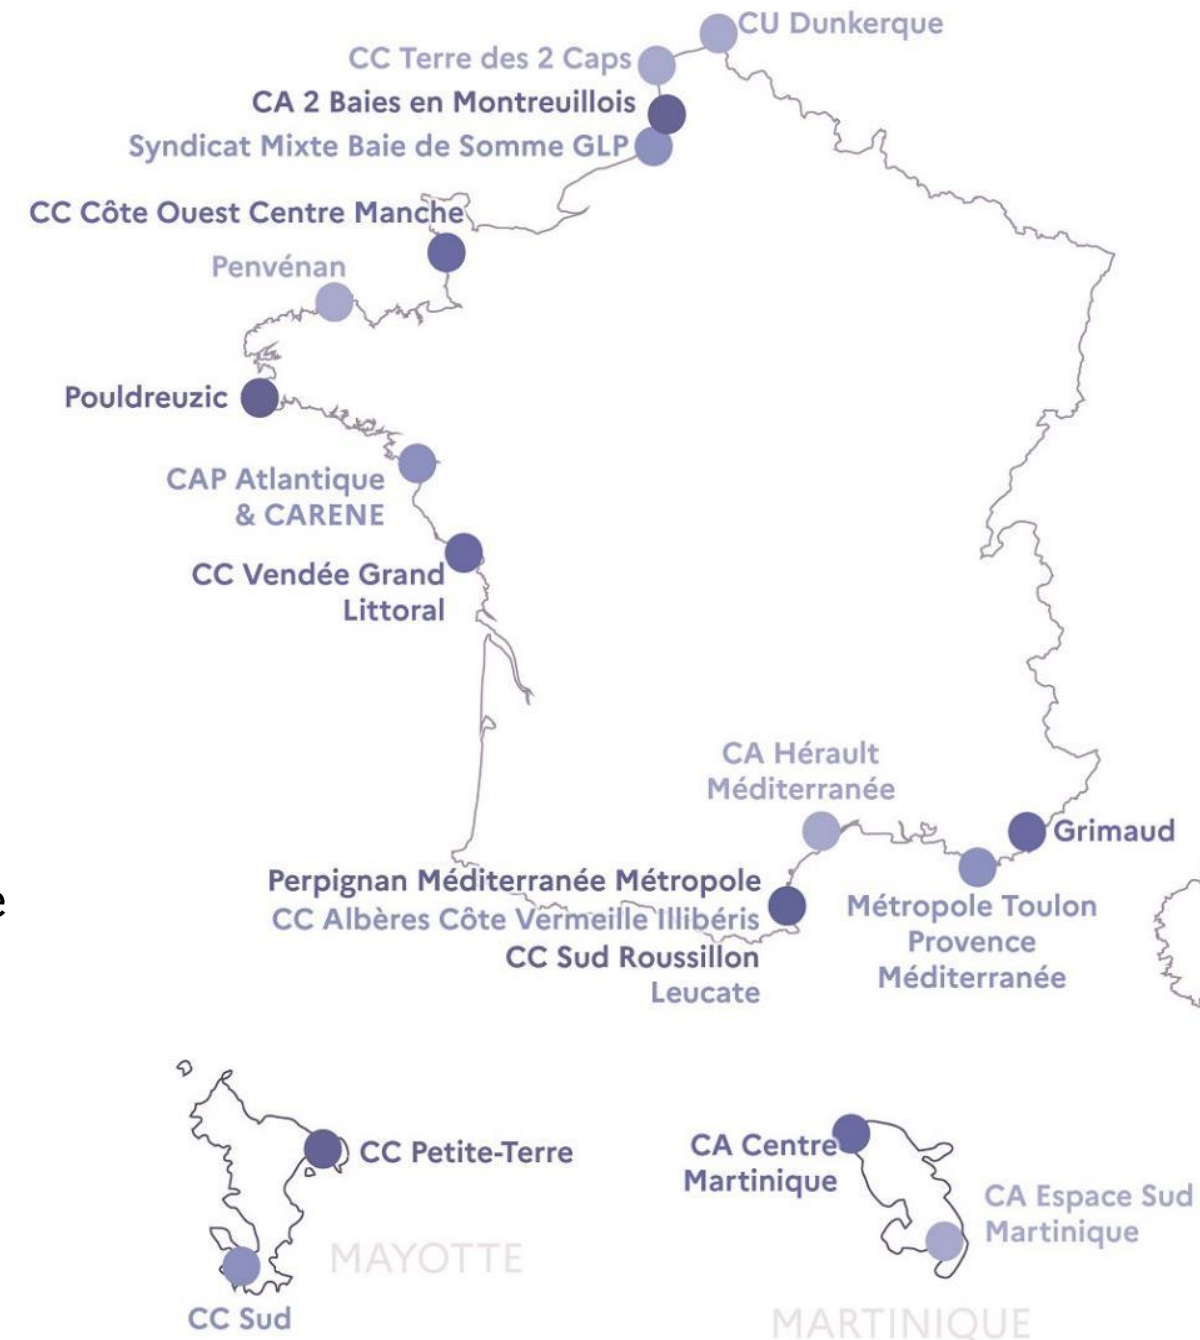 CU Dunkerque
CC Terre des 2 Caps
CA 2 Baies en Montreuillois
Syndicat Mixte Baie de Somme GLP
CC Côte Ouest Centre Manche
Penvénan
Pouldreuzic
CAP Atlantique
& CARENE
CC Vendée Grand
Littoral
CA Hérault
Méditerranée
Grimaud
e
Perpignan Méditerranée Métropole
CC Albères Côte Vermeille Illibéris
CC Sud Roussillon
Leucate
Métropole Toulon
Provence
Méditerranée
CC Petite-Terre
CC Sud
MAYOTTE
CA Centre
Martinique
CA Espace Sud
Martinique
MARTINIQUE